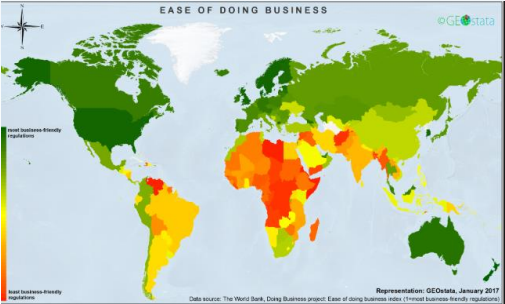 EASE OF DOING BUSINESS
©GEOstata
N
most business-friendly
regulations
least business-friendly
regulations
Representation: GEOstata, January 2017
Data source: The World Bank, Doing Business project: Ease of doing business index (1=most business-friendly regulations)